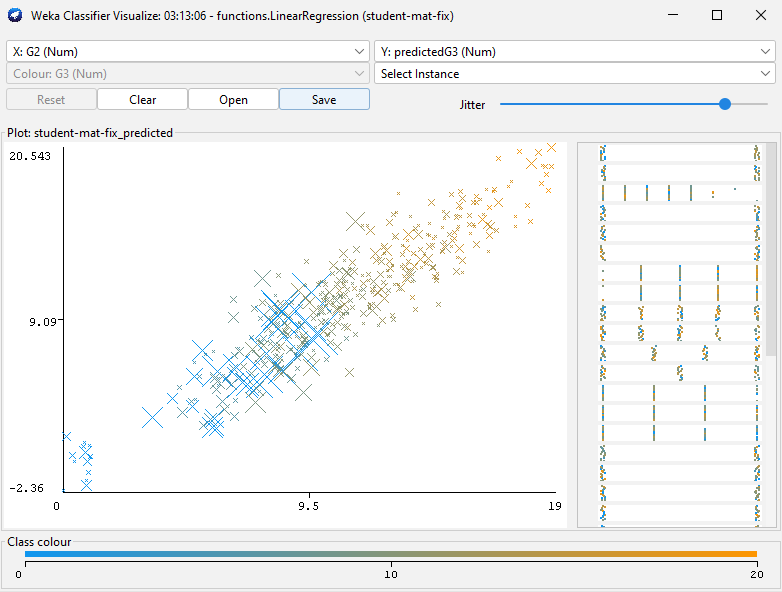 Weka Classifier Visualize: 03:13:06 - functions.LinearRegression (student-mat-fix)
X: G2 (Num) Y: predictedG3 (Num)
Colour: G3 (Num) Select Instance
Reset Clear Open Save Jitter
Plot: student-mat-fix_predicted
20.543
9.09
-2.36
0 9.5 19
Class colour
0 10 20